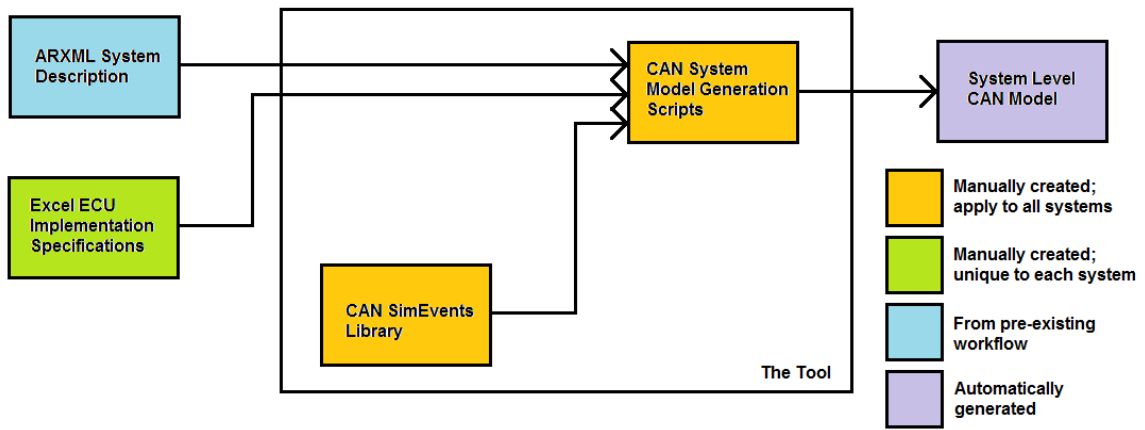 ARXML System
Description
CAN System
Model Generation
Scripts
System Level
CAN Model
Excel ECU
Implementation
Specifications
CAN SimEvents
Library
The Tool
Manually created;
apply to all systems
Manually created;
unique to each system
From pre-existing
workflow
Automatically
generated